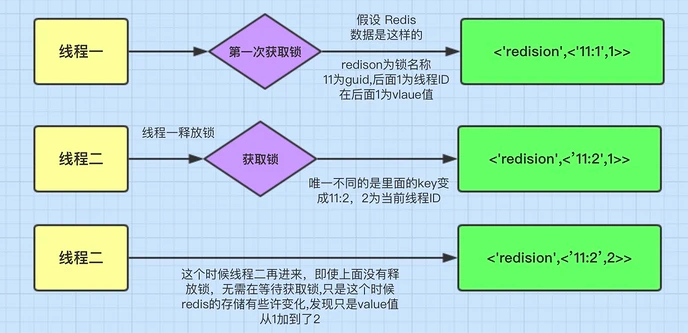 线程一
第一次获取锁
假设 Redis
数据是这样的
redison为锁名称
11为guid,后面1为线程ID
在后面1为vlaue值
<'redision',<'11:1',1>>
线程二
线程一释放锁
获取锁
唯一不同的是里面的key变
成11:2，2为当前线程ID
<'redision',<’11:2',1>>
线程二
这个时候线程二再进来，即使上面没有释
放锁，无需在等待获取锁,只是这个时候
redis的存储有些许变化,发现只是value值
从1加到了2
<'redision',<’11:2’,2>>